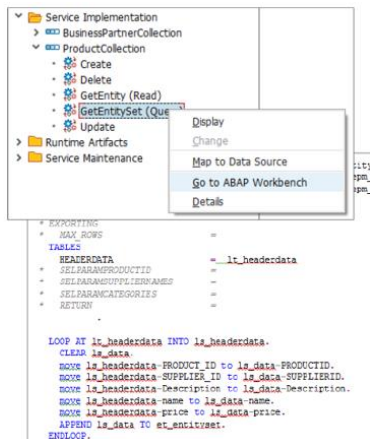 Service Implementation
BusinessPartnerCollection
ProductCollection
Create
Delete
GetEntity (Read)
GetEntitySet (Que
Update
Runtime Artifacts
Service Maintenance
Display
Change
Map to Data Source
Go to ABAP Workbench
Details
* EXPORTING
* MAX_ROWS =
TABLES
HEADERDATA = lt_headerdata
* SELPARAMPRODUCTID =
* SELPARAMSUPPLIERNAMES =
* SELPARAMCATEGORIES =
* RETURN =
.
LOOP AT lt_headerdata INTO ls_headerdata.
CLEAR ls_data.
move ls_headerdata-PRODUCT_ID to ls_data-PRODUCTID.
move ls_headerdata-SUPPLIER_ID to ls_data-SUPPLIERID.
move ls_headerdata-Description to ls_data-Description.
move ls_headerdata-name to ls_data-name.
move ls_headerdata-price to ls_data-price.
APPEND ls_data TO et_entityset.
ENDLOOP.